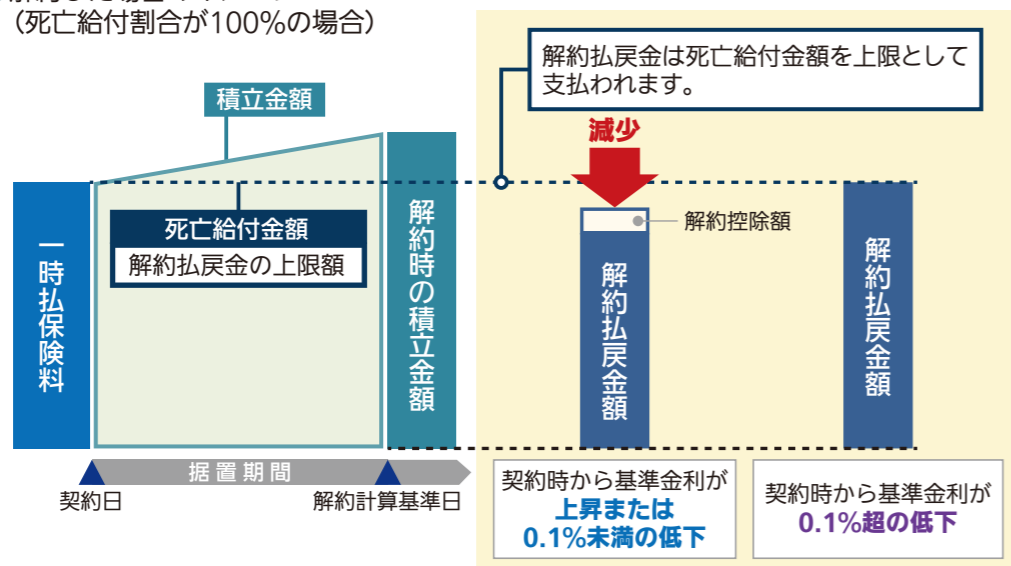 (死亡給付割合が100%の場合)
解約払戻金は死亡給付金額を上限として
支払われます。
積立金額
減少
死亡給付金額
解約払戻金の上限額
解約控除額
一時払保険料
解約時の積立金額
解約払戻金額
解約払戻金額
据置期間
契約日
解約計算基準日
契約時から基準金利が
上昇または
0.1%未満の低下
契約時から基準金利が
0.1%超の低下